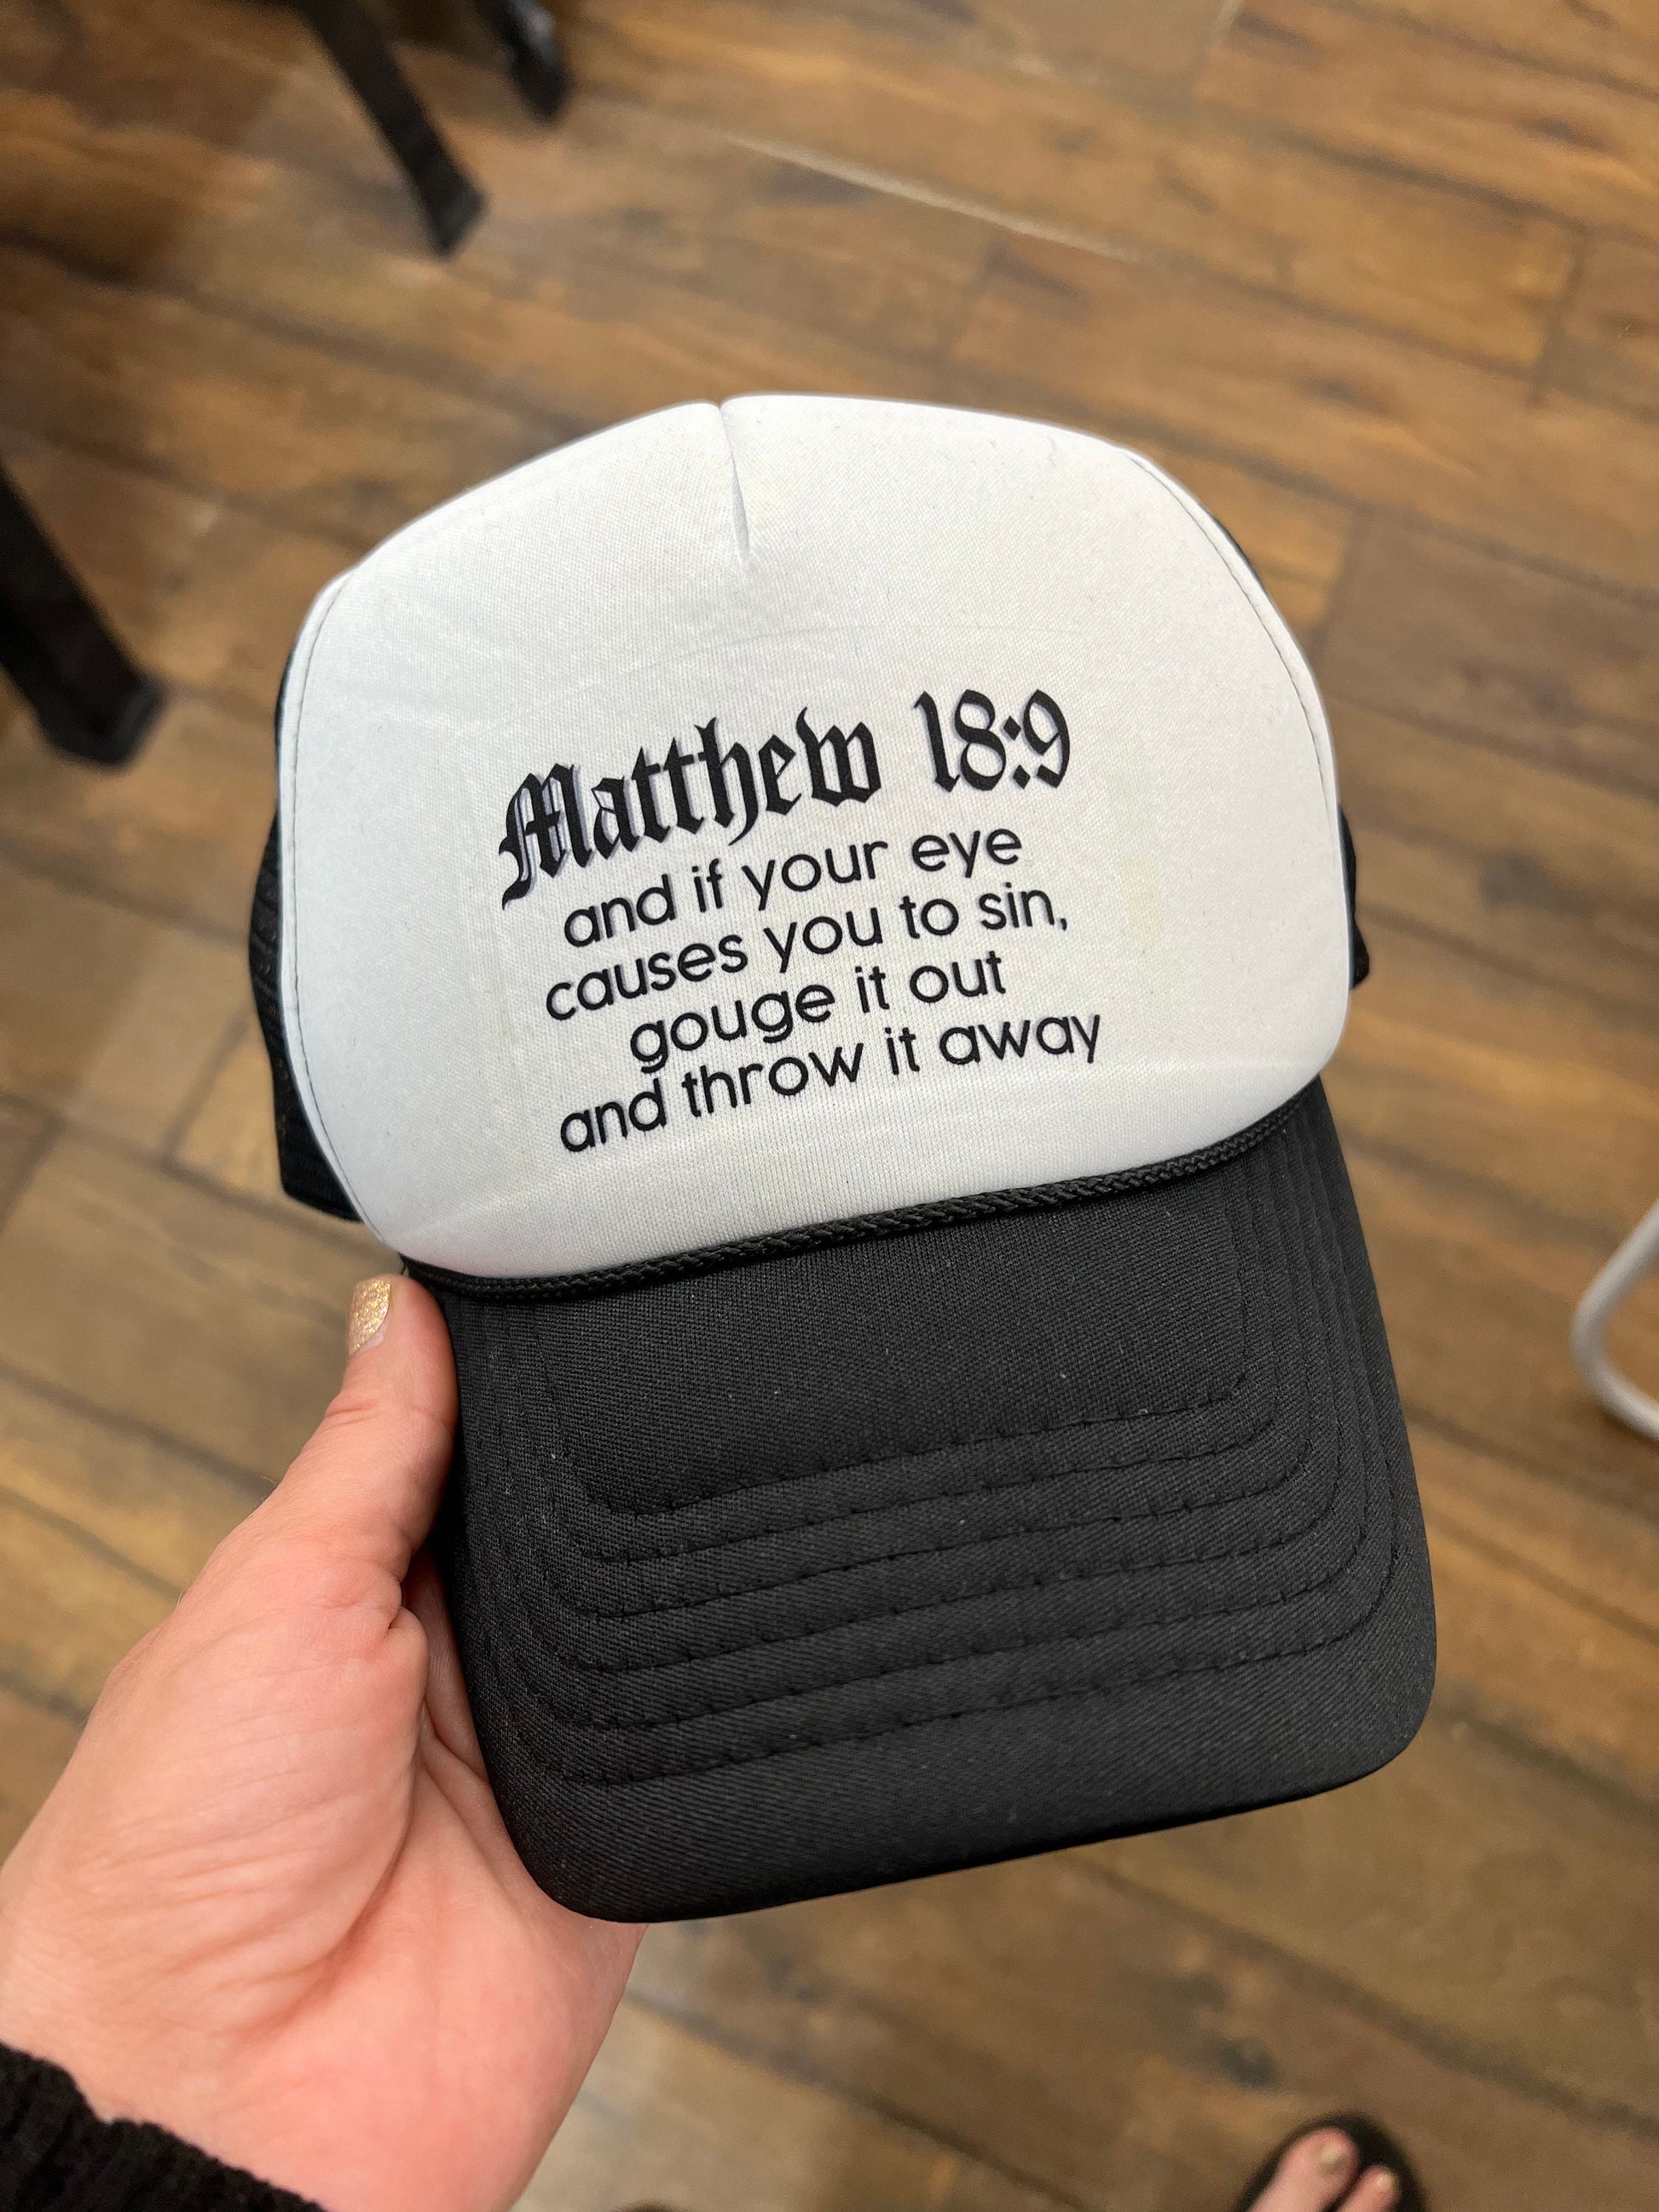 Matthew 18:9
and if your eye
causes you to sin,
gouge it out
and throw it away